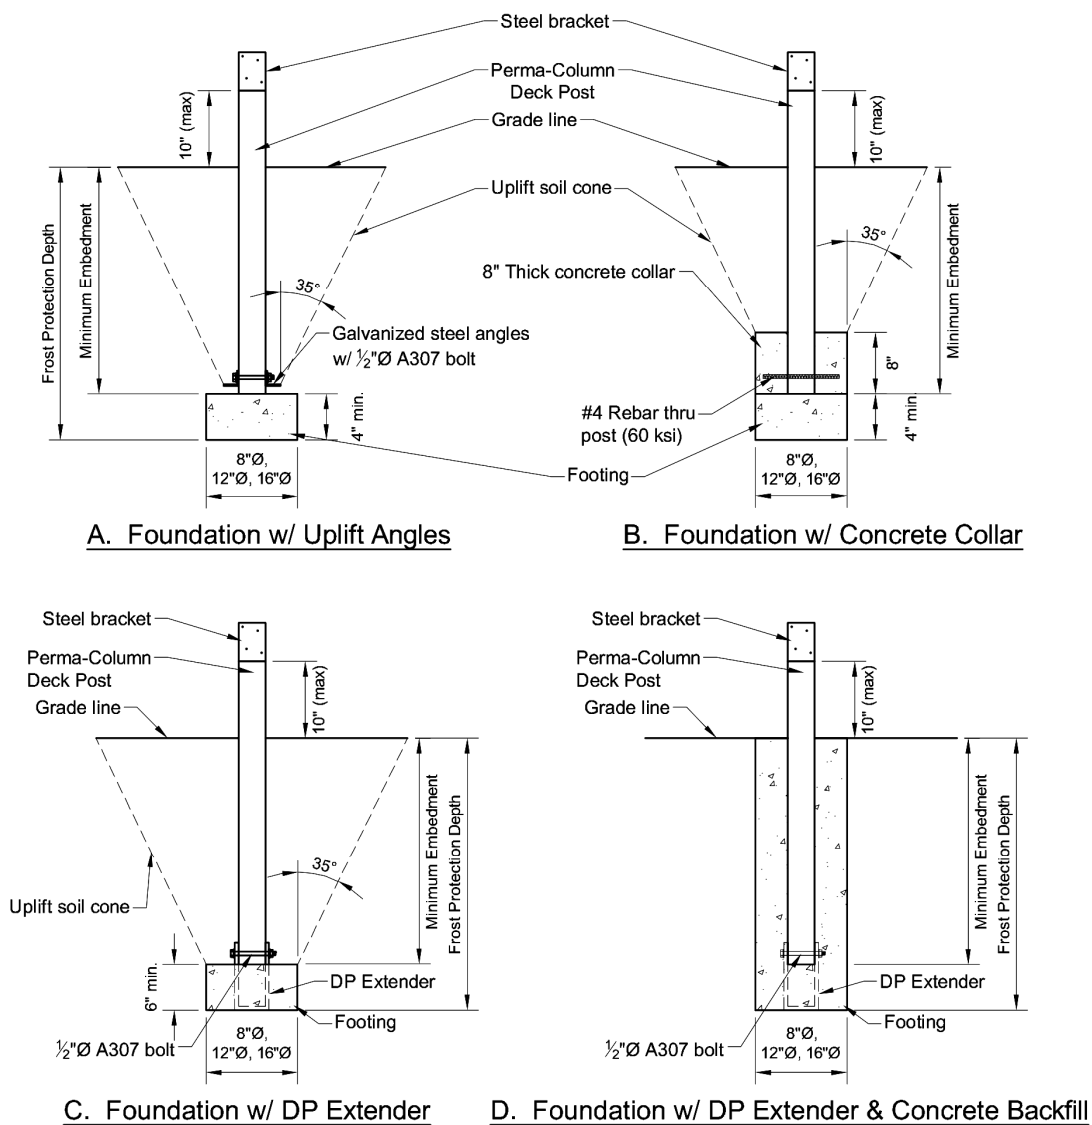 Steel bracket
Perma-Column
Deck Post
Grade line
Uplift soil cone
10" (max)
10" (max)
Frost Protection Depth
Minimum Embedment
Minimum Embedment
35°
35°
8" Thick concrete collar
Galvanized steel angles
w/ ½"Ø A307 bolt
8"
4" min.
4" min.
#4 Rebar thru
post (60 ksi)
Footing
8"Ø,
12"Ø, 16"Ø
8"Ø,
12"Ø, 16"Ø
A. Foundation w/ Uplift Angles
B. Foundation w/ Concrete Collar
Steel bracket
Perma-Column
Deck Post
Grade line
10" (max)
Minimum Embedment
Frost Protection Depth
35°
Uplift soil cone
6" min.
DP Extender
Footing
½"Ø A307 bolt
8"Ø,
12"Ø, 16"Ø
C. Foundation w/ DP Extender
Steel bracket
Perma-Column
Deck Post
Grade line
10" (max)
Minimum Embedment
Frost Protection Depth
DP Extender
Footing
½"Ø A307 bolt
8"Ø,
12"Ø, 16"Ø
D. Foundation w/ DP Extender & Concrete Backfill